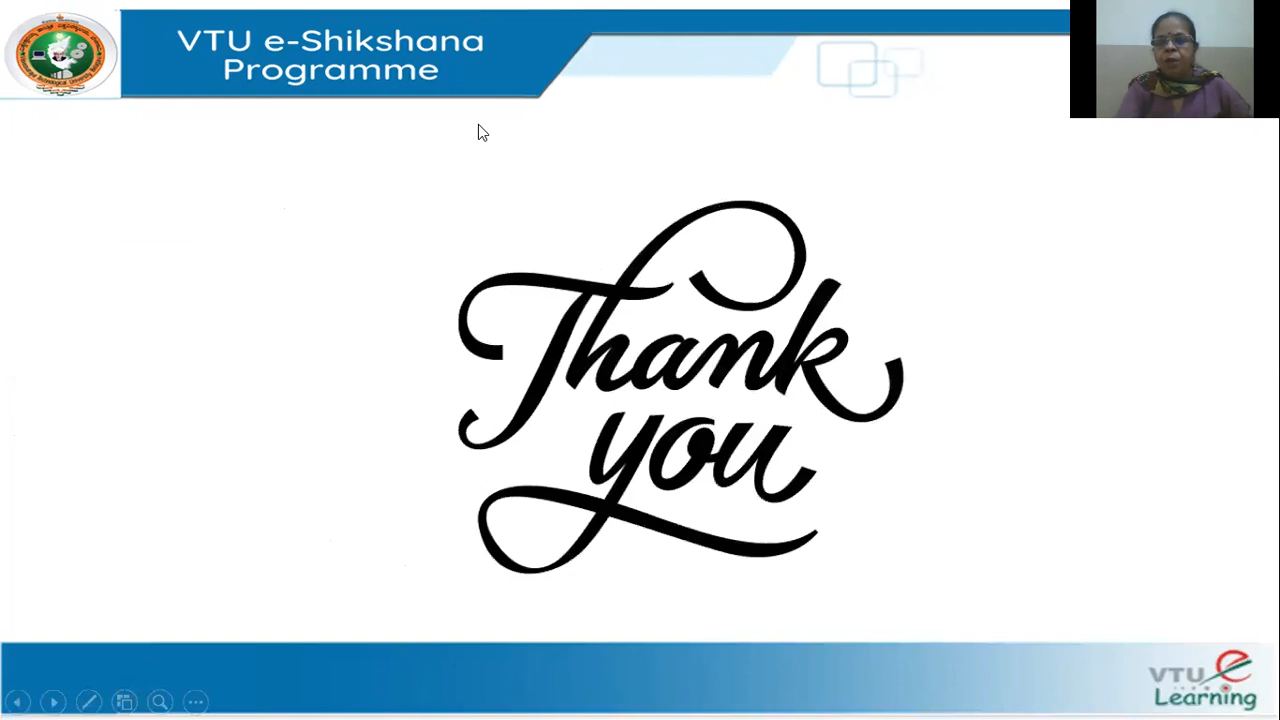 VTU e-Shikshana
Programme
Thank
you
VTU e
Learning